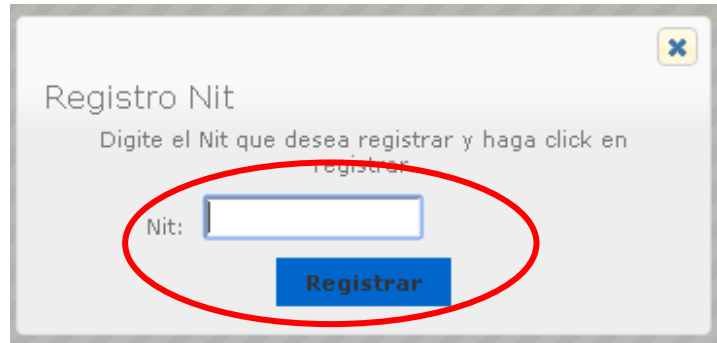 Registro Nit
Digite el Nit que desea registrar y haga click en
registrar
Nit:
Registrar